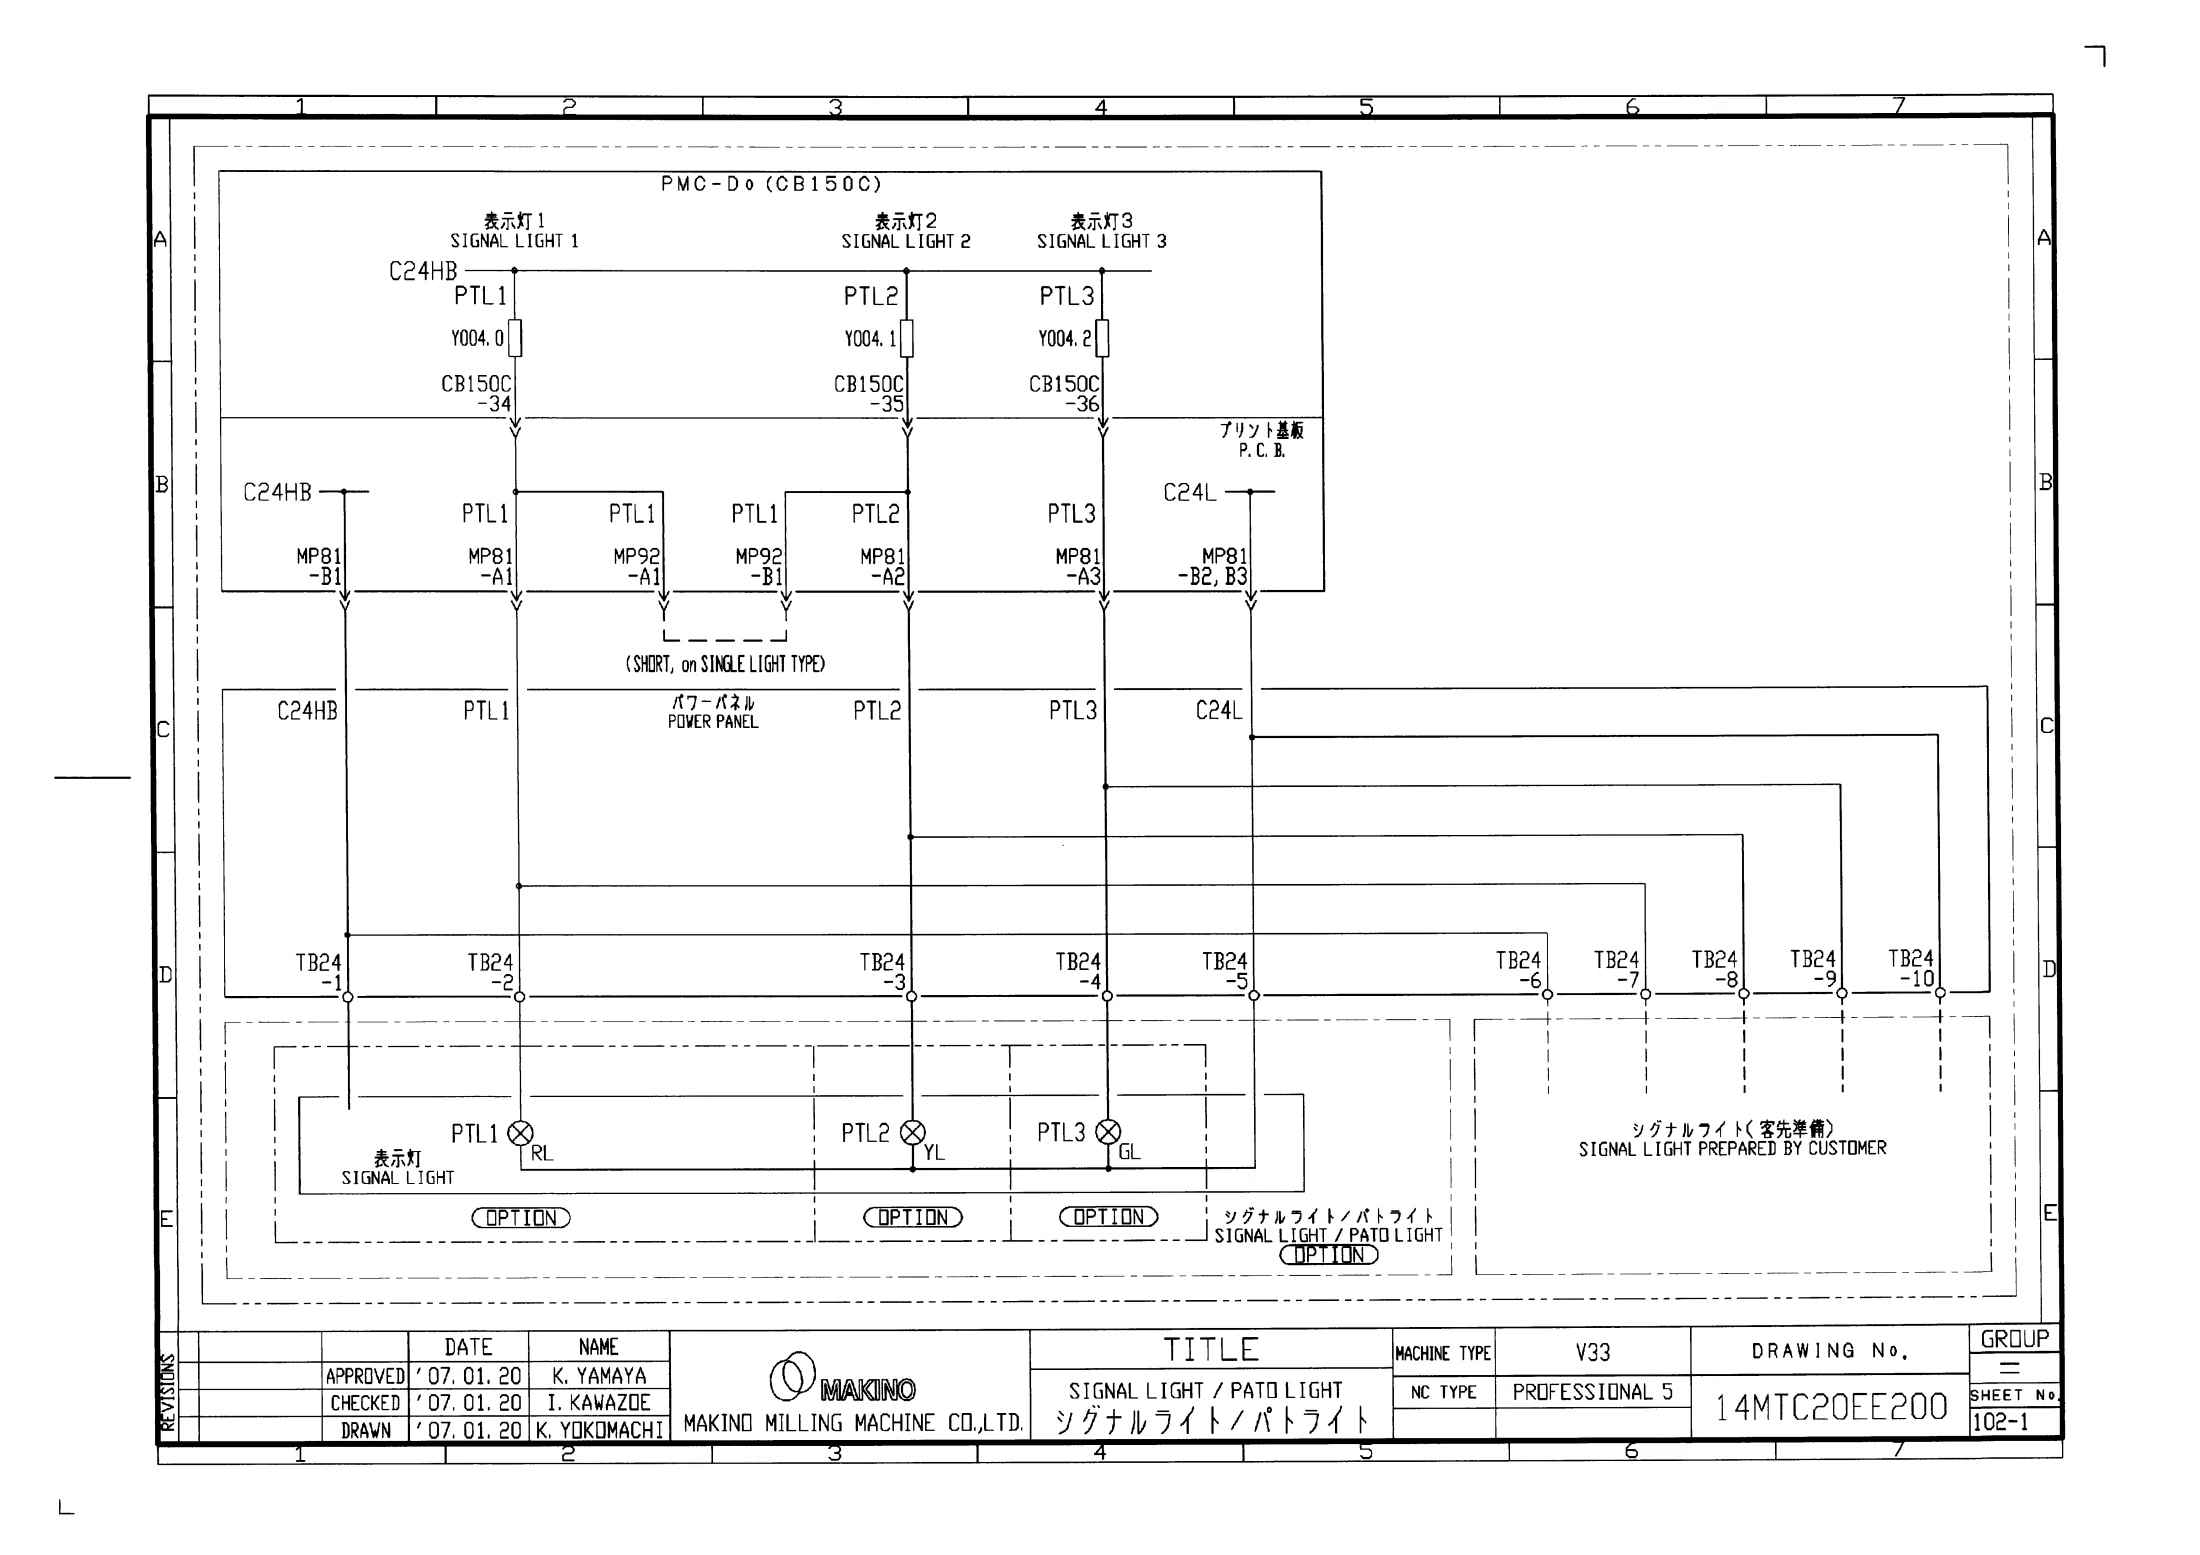 1 2 3 4 5 6 7
PMC-Do (CB150C)
表示灯1 表示灯2 表示灯3
SIGNAL LIGHT 1 SIGNAL LIGHT 2 SIGNAL LIGHT 3
A A
C24HB
PTL1 PTL2 PTL3
Y004.0 Y004.1 Y004.2
CB150C CB150C CB150C
-34 -35 -36
プリント基板
P.C.B.
B B
C24HB C24L
PTL1 PTL1 PTL1 PTL2 PTL3
MP81 MP81 MP92 MP92 MP81 MP81 MP81
-B1 -A1 -A1 -B1 -A2 -A3 -B2, B3
(SHORT, on SINGLE LIGHT TYPE)
パワーパネル
C24HB PTL1 POWER PANEL PTL2 PTL3 C24L
C C
TB24 TB24 TB24 TB24 TB24 TB24 TB24 TB24 TB24 TB24
D D
-1 -2 -3 -4 -5 -6 -7 -8 -9 -10
PTL1 PTL2 PTL3
RL YL GL
表示灯
SIGNAL LIGHT
シグナルライト(客先準備)
SIGNAL LIGHT PREPARED BY CUSTOMER
E E
OPTION OPTION OPTION
シグナルライト/パトライト
SIGNAL LIGHT / PATO LIGHT
OPTION
REVISIONS
DATE NAME
APPROVED '07.01.20 K. YAMAYA
CHECKED '07.01.20 I. KAWAZOE
DRAWN '07.01.20 K. YOKOMACHI
MAKINO
MAKINO MILLING MACHINE CO.,LTD.
TITLE
SIGNAL LIGHT / PATO LIGHT
シグナルライト/パトライト
MACHINE TYPE V33
NC TYPE PROFESSIONAL 5
DRAWING No.
14MTC20EE200
GROUP
=
SHEET No.
102-1
1 2 3 4 5 6 7